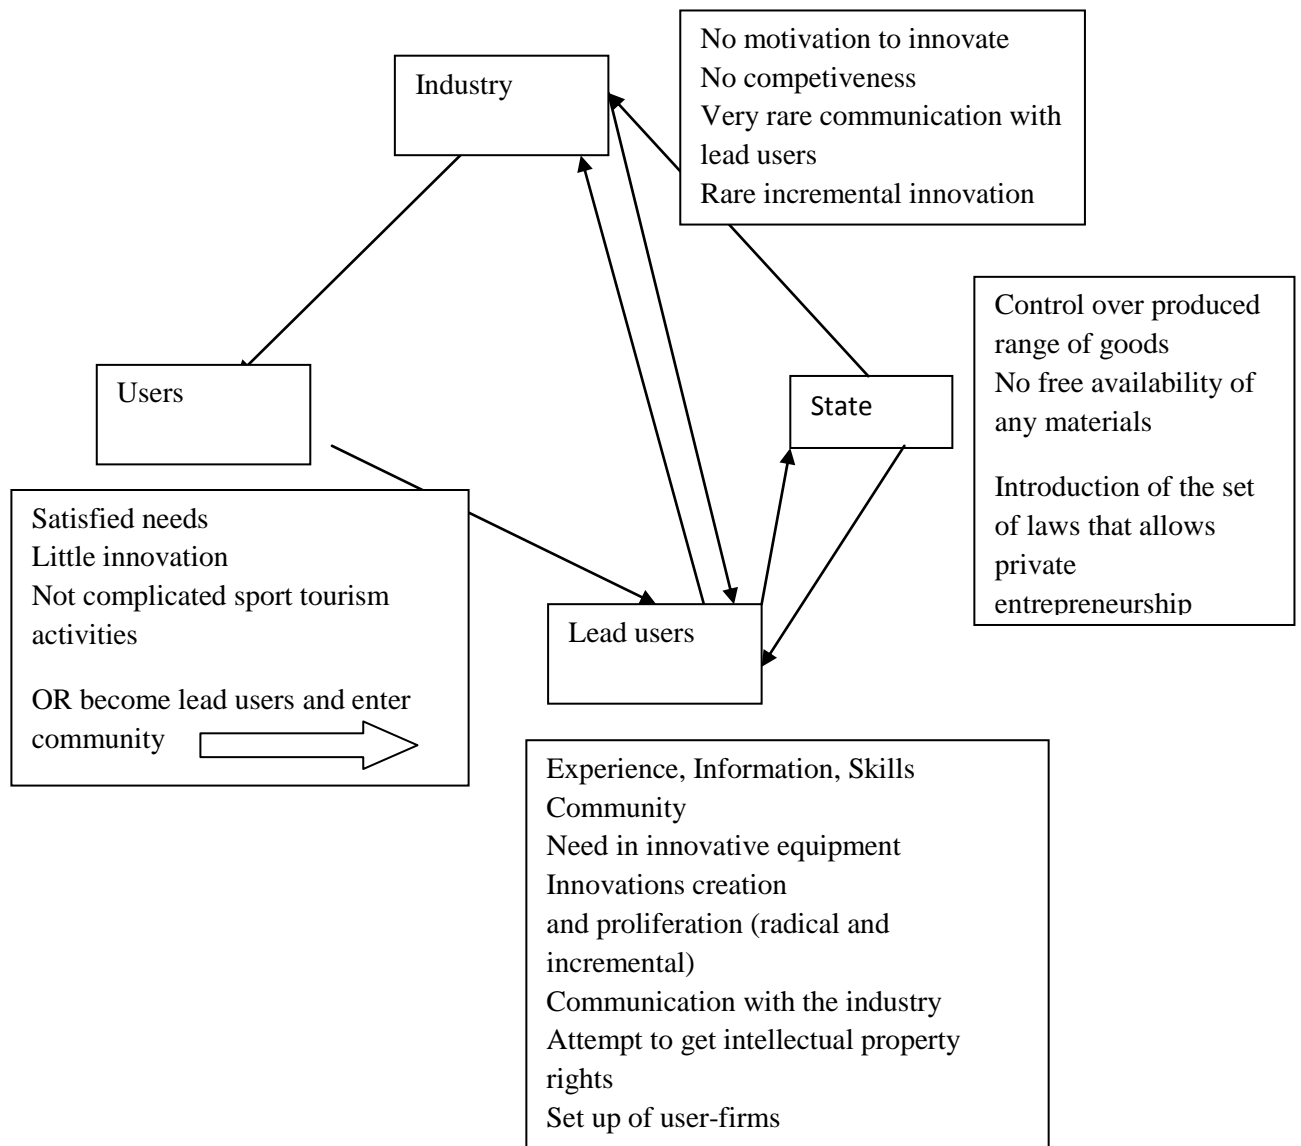 Industry
No motivation to innovate
No competiveness
Very rare communication with
lead users
Rare incremental innovation
Users
State
Control over produced
range of goods
No free availability of
any materials
Introduction of the set
of laws that allows
private
entrepreneurship
Satisfied needs
Little innovation
Not complicated sport tourism
activities
OR become lead users and enter
community
Lead users
Experience, Information, Skills
Community
Need in innovative equipment
Innovations creation
and proliferation (radical and
incremental)
Communication with the industry
Attempt to get intellectual property
rights
Set up of user-firms